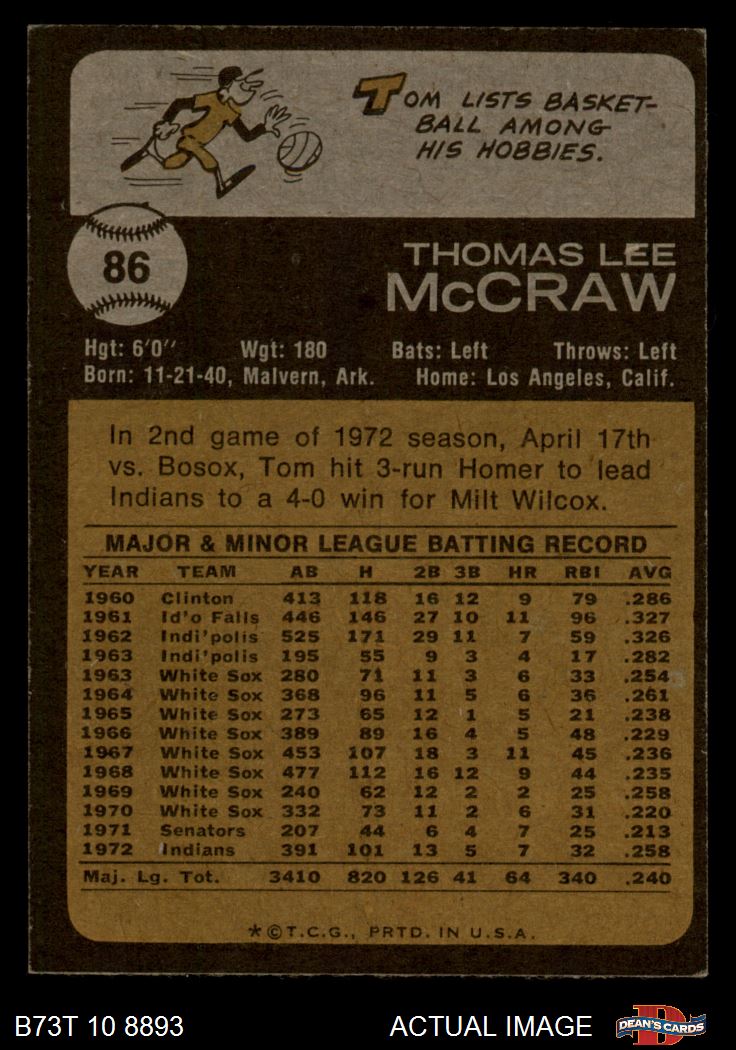 TOM LISTS BASKET-
BALL AMONG
HIS HOBBIES.
86
THOMAS LEE
McCRAW
Hgt: 6'0" Wgt: 180 Bats: Left Throws: Left
Born: 11-21-40, Malvern, Ark. Home: Los Angeles, Calif.
In 2nd game of 1972 season, April 17th
vs. Bosox, Tom hit 3-run Homer to lead
Indians to a 4-0 win for Milt Wilcox.
MAJOR & MINOR LEAGUE BATTING RECORD
YEAR TEAM AB H 2B 3B HR RBI AVG
1960 Clinton 413 118 16 12 9 79 .286
1961 Id'o Falls 446 146 27 10 11 96 .327
1962 Indi'polis 525 171 29 11 7 59 .326
1963 Indi'polis 195 55 9 3 4 17 .282
1963 White Sox 280 71 11 3 6 33 .254
1964 White Sox 368 96 11 5 6 36 .261
1965 White Sox 273 65 12 1 5 21 .238
1966 White Sox 389 89 16 4 5 48 .229
1967 White Sox 453 107 18 3 11 45 .236
1968 White Sox 477 112 16 12 9 44 .235
1969 White Sox 240 62 12 2 2 25 .258
1970 White Sox 332 73 11 2 6 31 .220
1971 Senators 207 44 6 4 7 25 .213
1972 Indians 391 101 13 5 7 32 .258
Maj. Lg. Tot. 3410 820 126 41 64 340 .240
*©T.C.G., PRTD. IN U.S.A.
B73T 10 8893 ACTUAL IMAGE
D
DEAN'S CARDS